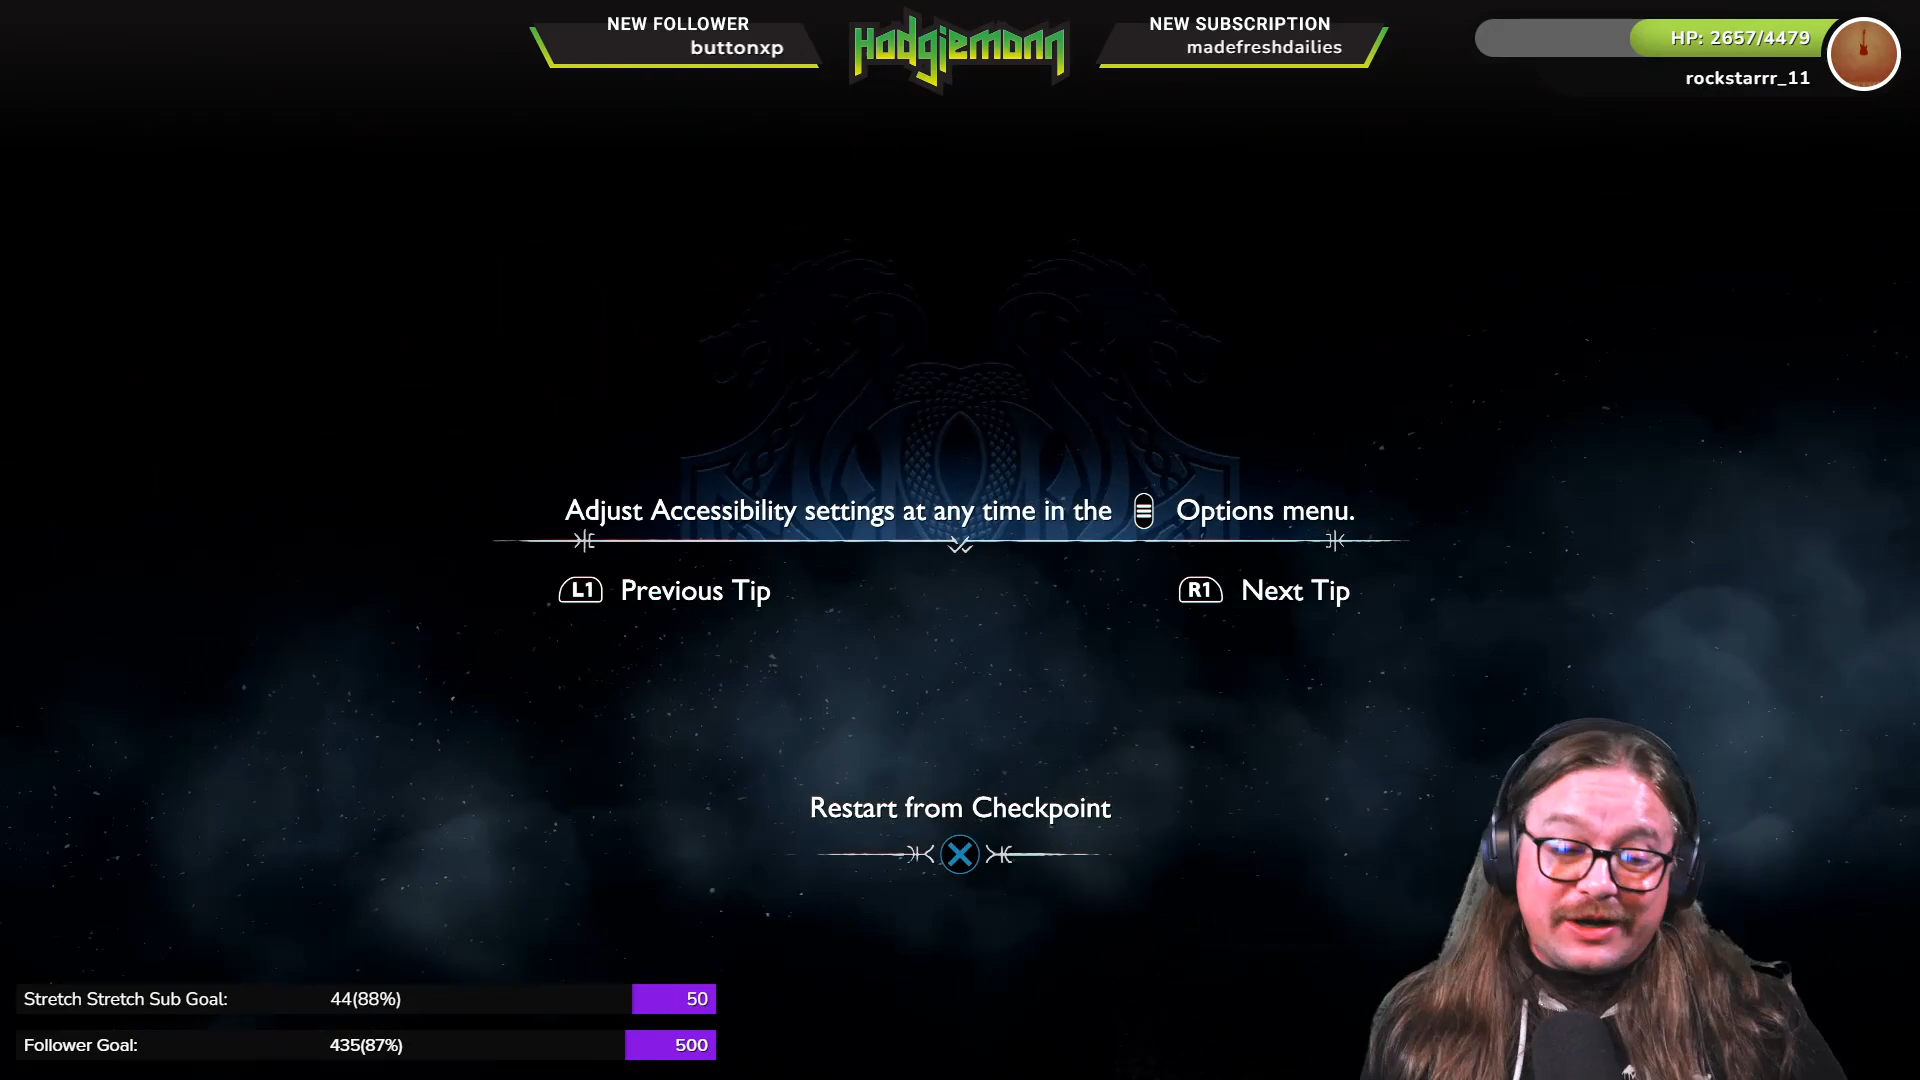 NEW FOLLOWER
buttonxp
Hodgiemann
NEW SUBSCRIPTION
madefreshdailies
HP: 2657/4479
rockstarrr_11
Adjust Accessibility settings at any time in the Options menu.
L1 Previous Tip
R1 Next Tip
Restart from Checkpoint
Stretch Stretch Sub Goal: 44(88%) 50
Follower Goal: 435(87%) 500